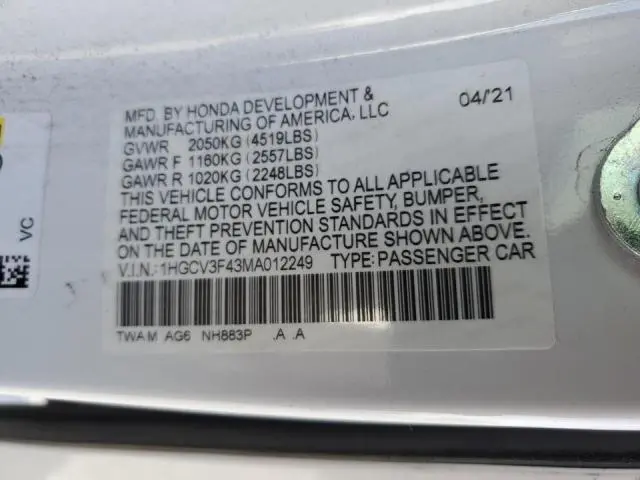 MFD. BY HONDA DEVELOPMENT & 04/'21
MANUFACTURING OF AMERICA, LLC
GVWR 2050KG (4519LBS)
GAWR F 1160KG (2557LBS)
GAWR R 1020KG (2248LBS)
THIS VEHICLE CONFORMS TO ALL APPLICABLE
FEDERAL MOTOR VEHICLE SAFETY, BUMPER,
AND THEFT PREVENTION STANDARDS IN EFFECT
ON THE DATE OF MANUFACTURE SHOWN ABOVE.
V.I.N.: 1HGCV3F43MA012249 TYPE: PASSENGER CAR
TWA M AG6 NH883P .A .A
VC